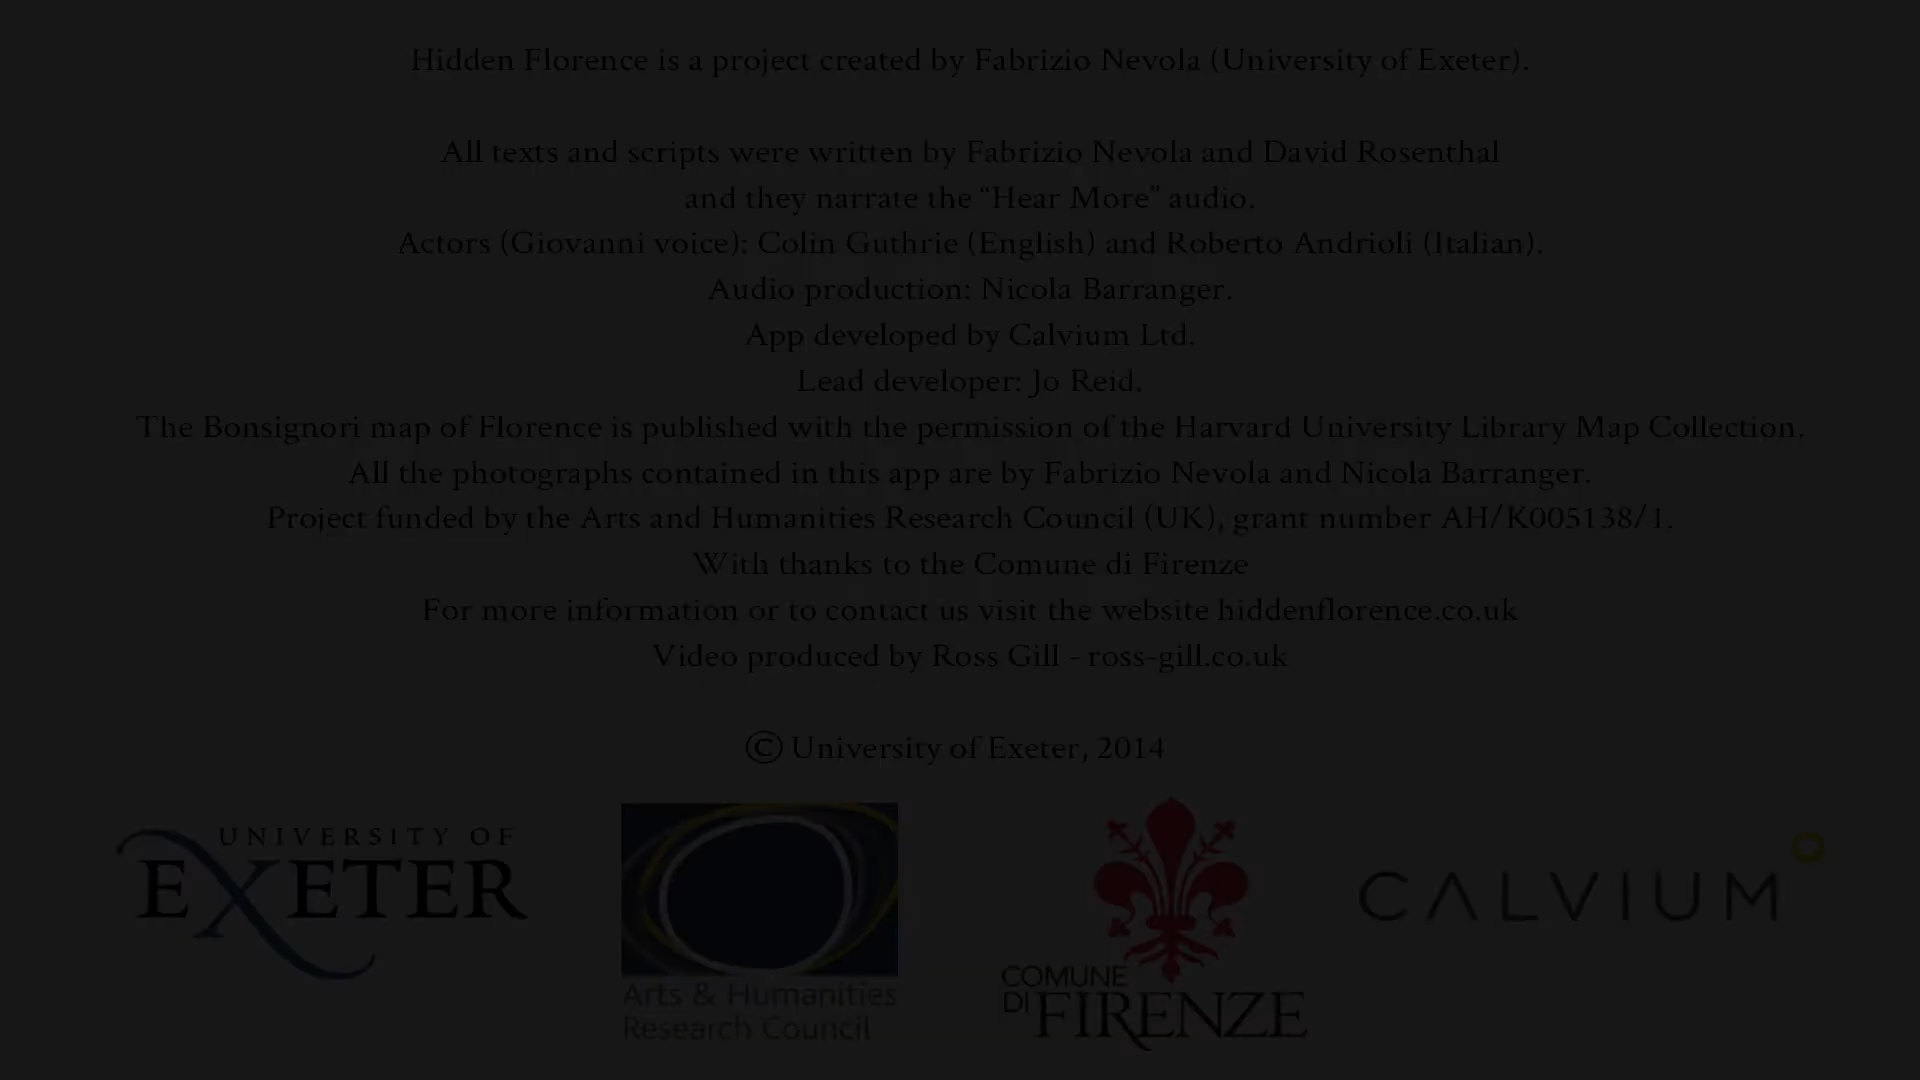 Hidden Florence is a project created by Fabrizio Nevola (University of Exeter).
All texts and scripts were written by Fabrizio Nevola and David Rosenthal
and they narrate the “Hear More” audio.
Actors (Giovanni voice): Colin Guthrie (English) and Roberto Andrioli (Italian).
Audio production: Nicola Barranger.
App developed by Calvium Ltd.
Lead developer: Jo Reid.
The Bonsignori map of Florence is published with the permission of the Harvard University Library Map Collection.
All the photographs contained in this app are by Fabrizio Nevola and Nicola Barranger.
Project funded by the Arts and Humanities Research Council (UK), grant number AH/K005138/1.
With thanks to the Comune di Firenze
For more information or to contact us visit the website hiddenflorence.co.uk
Video produced by Ross Gill - ross-gill.co.uk
© University of Exeter, 2014
UNIVERSITY OF
EXETER
Arts & Humanities
Research Council
COMUNE
DI FIRENZE
CALVIUM